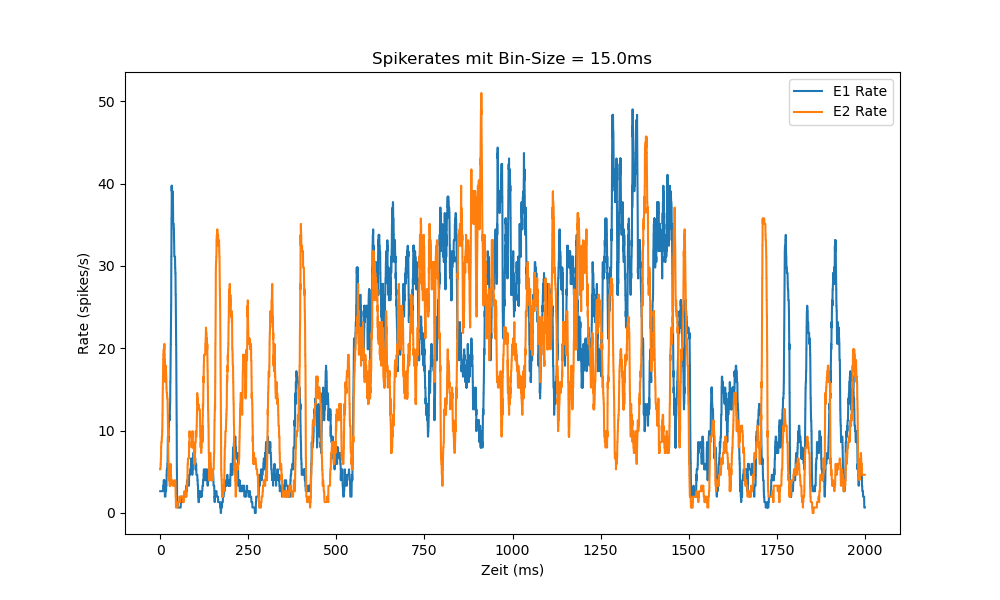 Spikerates mit Bin-Size = 15.0ms
E1 Rate
E2 Rate
Rate (spikes/s)
50
40
30
20
10
0
0 250 500 750 1000 1250 1500 1750 2000
Zeit (ms)